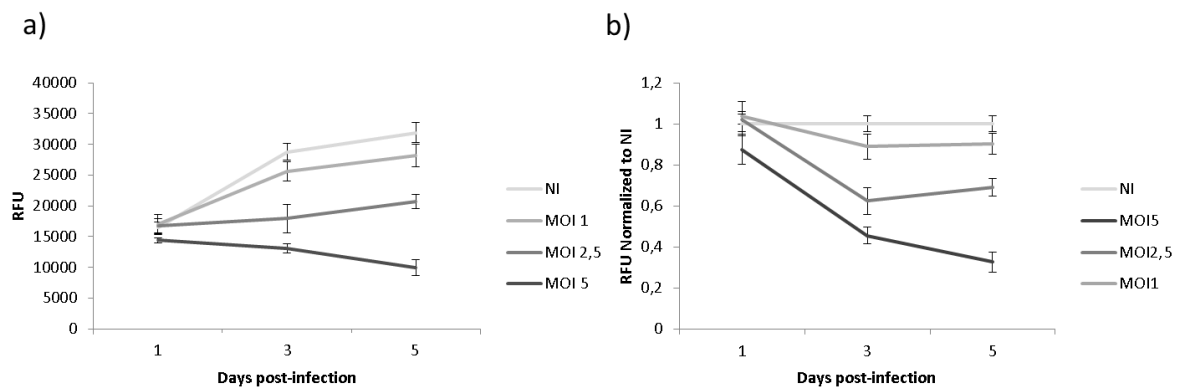 a)
40000
35000
30000
25000
20000
15000
10000
5000
0
RFU
1 3 5
Days post-infection
NI
MOI 1
MOI 2,5
MOI 5
b)
1,2
1
0,8
0,6
0,4
0,2
0
RFU Normalized to NI
1 3 5
Days post-infection
NI
MOI5
MOI2,5
MOI1